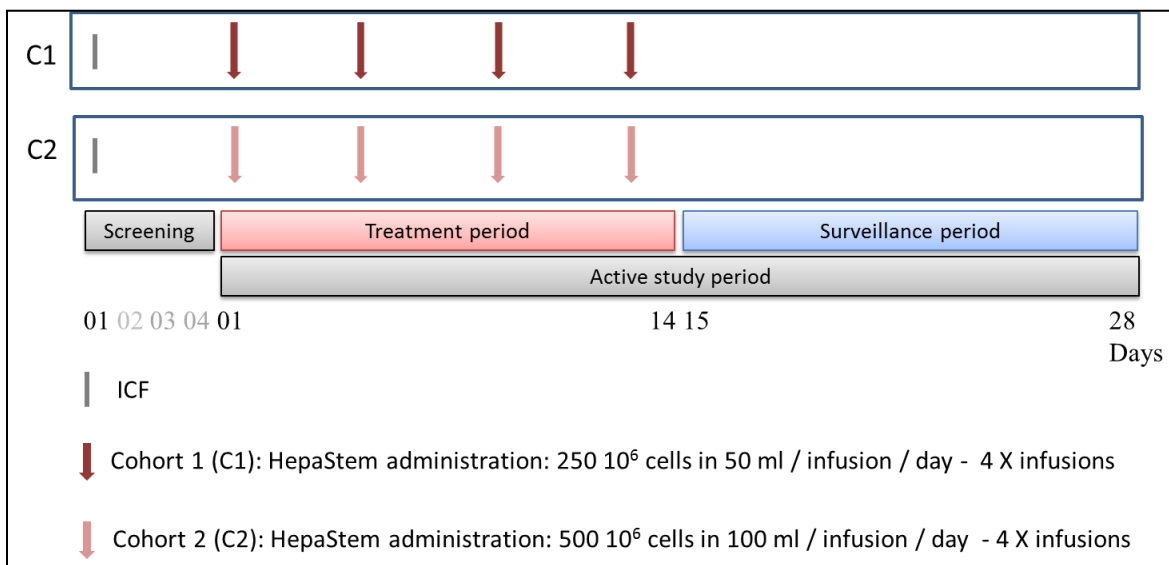 C1
C2
Screening Treatment period Surveillance period
Active study period
01 02 03 04 01 14 15 28
Days
ICF
Cohort 1 (C1): HepaStem administration: 250 10⁶ cells in 50 ml / infusion / day - 4 X infusions
Cohort 2 (C2): HepaStem administration: 500 10⁶ cells in 100 ml / infusion / day - 4 X infusions